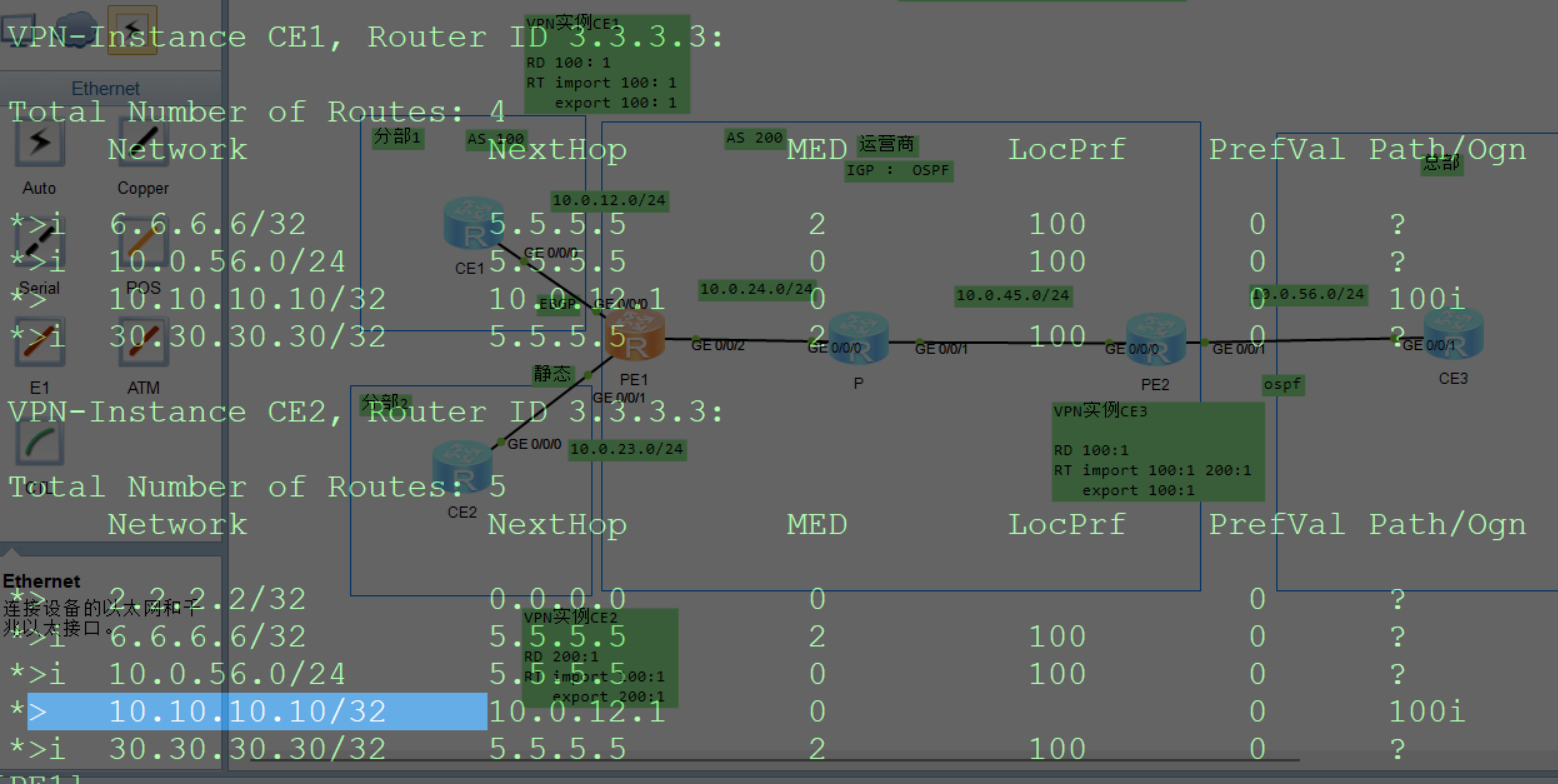 VPN-Instance CE1, Router ID 3.3.3.3:
Total Number of Routes: 4
Network NextHop MED LocPrf PrefVal Path/Ogn
*>i 6.6.6.6/32 5.5.5.5 2 100 0 ?
*>i 10.0.56.0/24 5.5.5.5 0 100 0 ?
*> 10.10.10.10/32 10.0.12.1 0 0 100i
*>i 30.30.30.30/32 5.5.5.5 2 100 0 ?
VPN-Instance CE2, Router ID 3.3.3.3:
Total Number of Routes: 5
Network NextHop MED LocPrf PrefVal Path/Ogn
*> 2.2.2.2/32 0.0.0.0 0 0 ?
*>i 6.6.6.6/32 5.5.5.5 2 100 0 ?
*>i 10.0.56.0/24 5.5.5.5 0 100 0 ?
*> 10.10.10.10/32 10.0.12.1 0 0 100i
*>i 30.30.30.30/32 5.5.5.5 2 100 0 ?
[PE1]
Ethernet
Auto
Copper
Serial
POS
E1
ATM
Ethernet
连接设备的以太网和千
兆以太接口。
VPN实例CE1
RD 100：1
RT import 100：1
export 100：1
分部1
AS 100
AS 200
运营商
IGP ： OSPF
总部
10.0.12.0/24
CE1
GE 0/0/0
EBGP
GE 0/0/0
10.0.24.0/24
10.0.45.0/24
10.0.56.0/24
GE 0/0/2
GE 0/0/0
GE 0/0/1
GE 0/0/0
GE 0/0/1
GE 0/0/1
静态
PE1
P
PE2
CE3
GE 0/0/1
ospf
分部2
GE 0/0/0
10.0.23.0/24
CE2
VPN实例CE3
RD 100:1
RT import 100:1 200:1
export 100:1
VPN实例CE2
RD 200:1
RT import 100:1
export 200:1